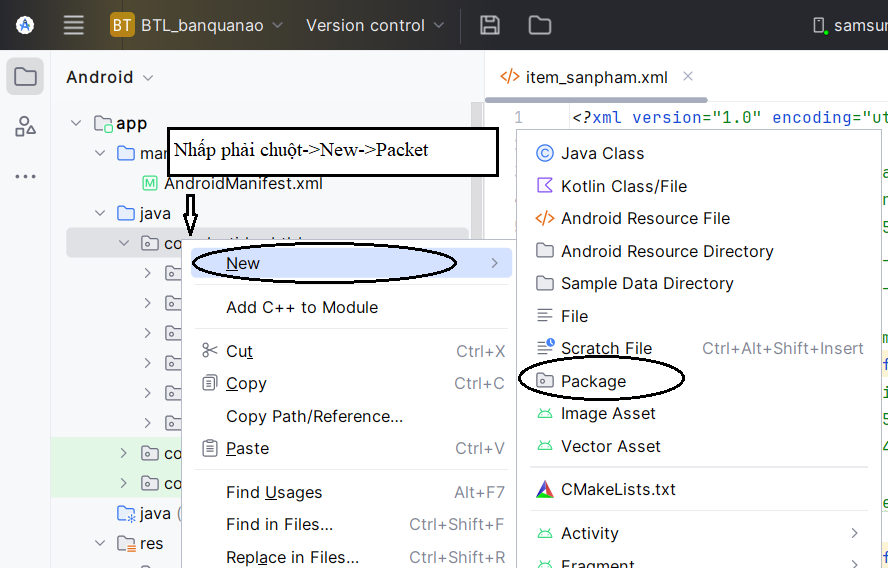 BT BTL_banquanao Version control
Android
item_sanpham.xml
app
1 <?xml version="1.0" encoding="ut
Nhấp phải chuột->New->Packet
AndroidManifest.xml
java
New
Add C++ to Module
Cut Ctrl+X
Copy Ctrl+C
Copy Path/Reference...
Paste Ctrl+V
Find Usages Alt+F7
Find in Files... Ctrl+Shift+F
Replace in Files... Ctrl+Shift+R
Java Class
Kotlin Class/File
Android Resource File
Android Resource Directory
Sample Data Directory
File
Scratch File Ctrl+Alt+Shift+Insert
Package
Image Asset
Vector Asset
CMakeLists.txt
Activity
Fragment
co
co
java (
res